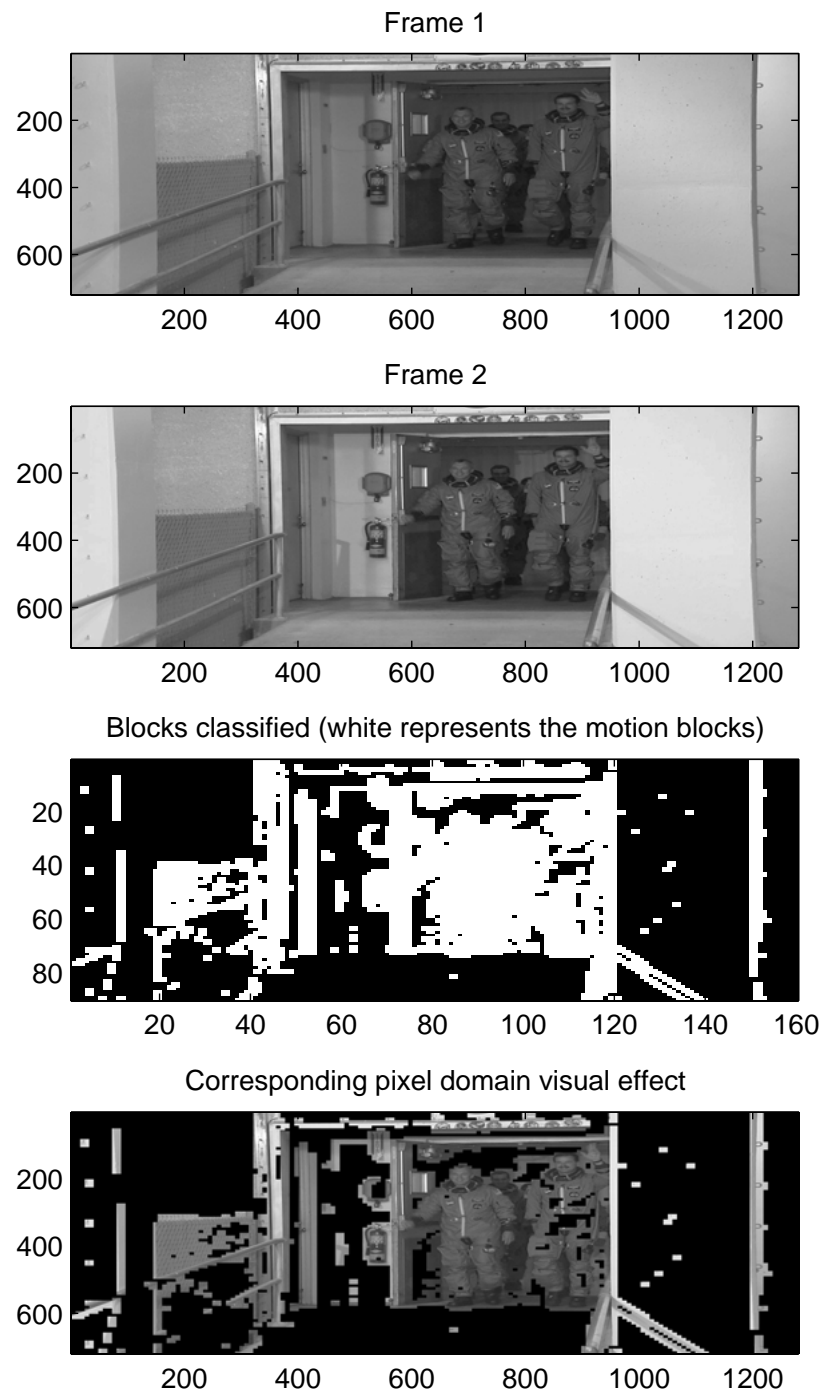 Frame 1
200
400
600
200 400 600 800 1000 1200
Frame 2
200
400
600
200 400 600 800 1000 1200
Blocks classified (white represents the motion blocks)
20
40
60
80
20 40 60 80 100 120 140 160
Corresponding pixel domain visual effect
200
400
600
200 400 600 800 1000 1200